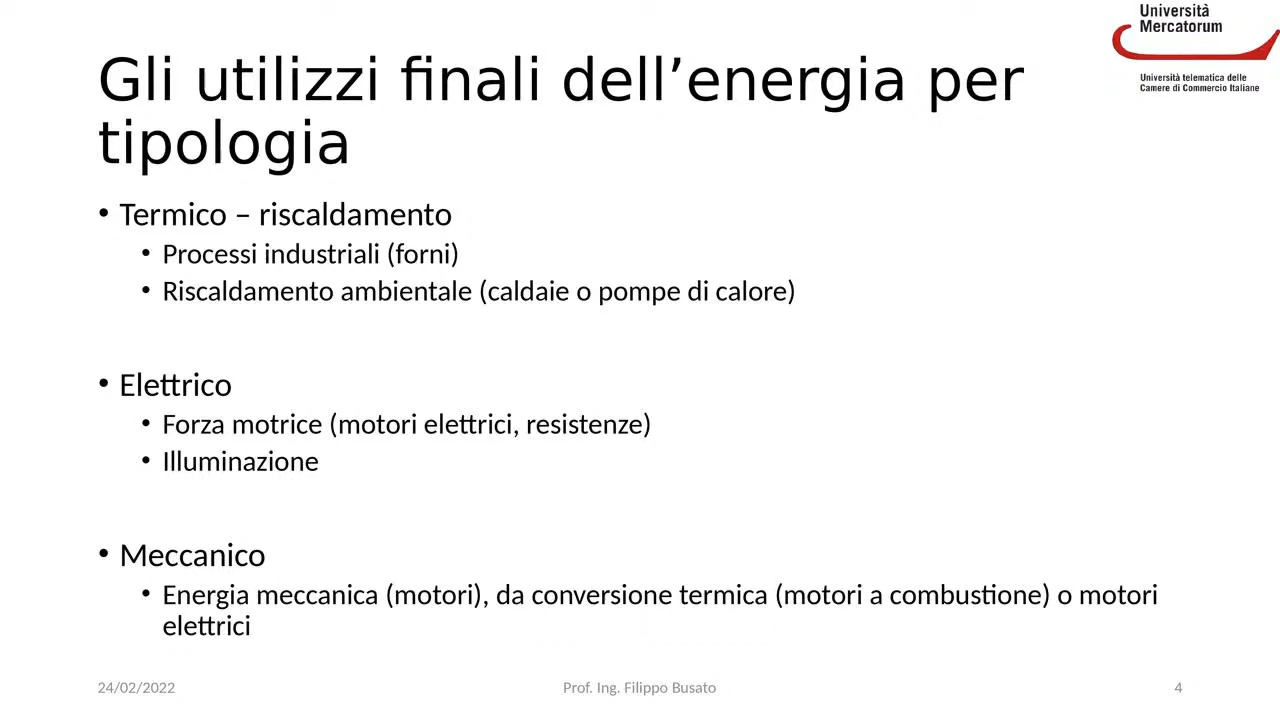 Università
Mercatorum
Università telematica delle
Camere di Commercio Italiane
Gli utilizzi finali dell’energia per
tipologia
• Termico – riscaldamento
• Processi industriali (forni)
• Riscaldamento ambientale (caldaie o pompe di calore)
• Elettrico
• Forza motrice (motori elettrici, resistenze)
• Illuminazione
• Meccanico
• Energia meccanica (motori), da conversione termica (motori a combustione) o motori
elettrici
24/02/2022
Prof. Ing. Filippo Busato
4